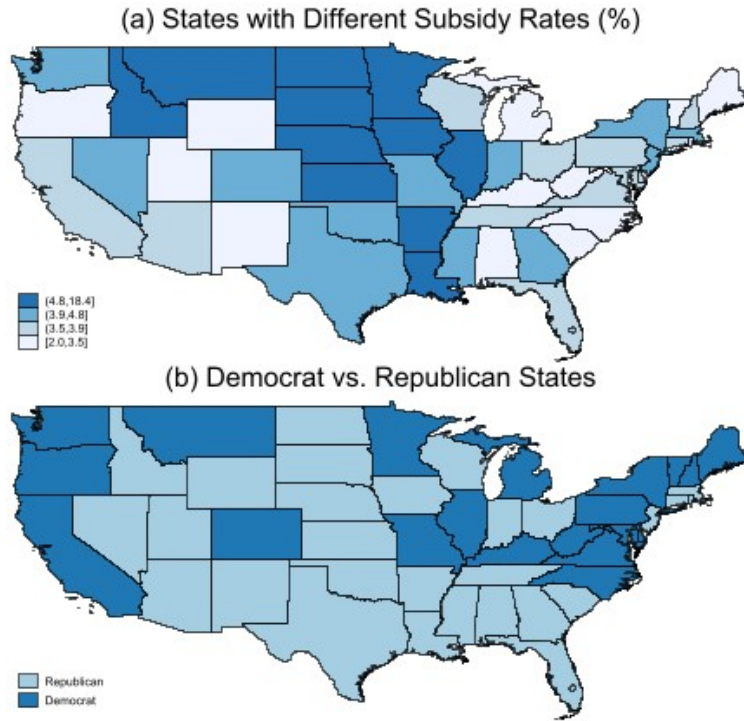 (a) States with Different Subsidy Rates (%)
(4.8,18.4]
(3.9,4.8]
(3.5,3.9]
[2.0,3.5]
(b) Democrat vs. Republican States
Republican
Democrat